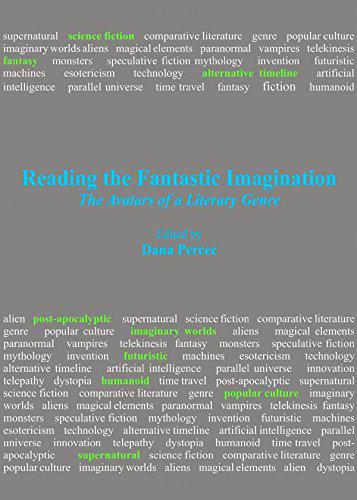 supernatural science fiction comparative literature genre popular culture
imaginary worlds aliens magical elements paranormal vampires telekinesis
fantasy monsters speculative fiction mythology invention futuristic
machines esotericism technology alternative timeline artificial
intelligence parallel universe time travel fantasy fiction humanoid
Reading the Fantastic Imagination
The Avatars of a Literary Genre
Edited by
Dana Percec
alien post-apocalyptic supernatural science fiction comparative literature
genre popular culture imaginary worlds aliens magical elements
paranormal vampires telekinesis fantasy monsters speculative fiction
mythology invention futuristic machines esotericism technology
alternative timeline artificial intelligence parallel universe innovation
telepathy dystopia humanoid time travel post-apocalyptic supernatural
science fiction comparative literature genre popular culture imaginary
worlds aliens magical elements paranormal vampires telekinesis fantasy
monsters speculative fiction mythology invention futuristic machines
esotericism technology alternative timeline artificial intelligence parallel
universe innovation telepathy dystopia humanoid time travel post-
apocalyptic supernatural science fiction comparative literature genre
popular culture imaginary worlds aliens magical elements alien dystopia